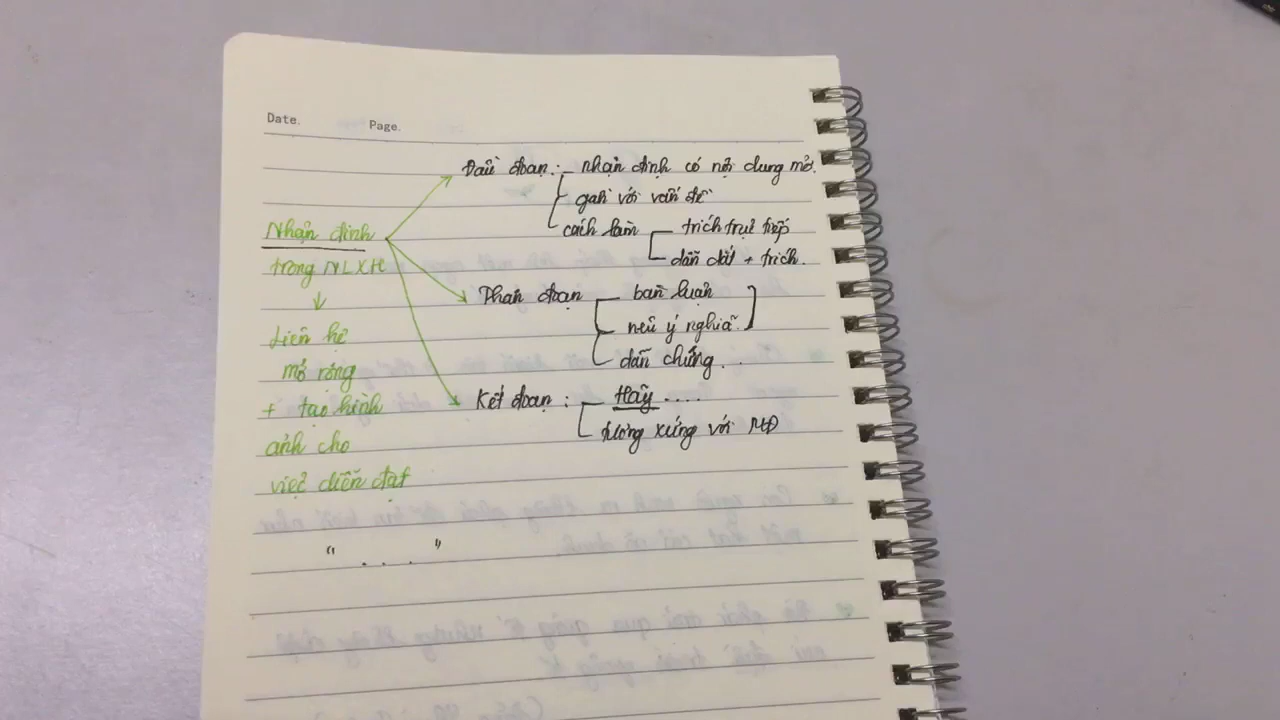 Date. Page.
Đầu đoạn : nhận định có nội dung mở.
gần với vấn đề
cách làm trích trực tiếp
dẫn dắt + trích.
Nhận định
trong NLXH
↓
Liên hệ
mở rộng
+ tạo hình
ảnh cho
việc diễn đạt
" . . . "
Thân đoạn bàn luận
nêu ý nghĩa.
dẫn chứng . . .
Kết đoạn : Hãy ....
tương xứng với NĐ